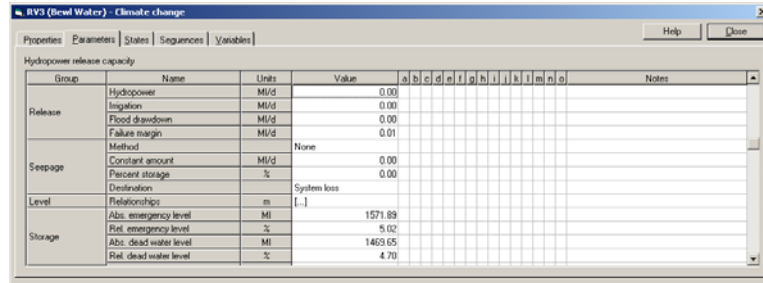 RV3 (Bewl Water) - Climate change
Help Close
Properties Parameters States Sequences Variables
Hydropower release capacity
Group Name Units Value a b c d e f g h i j k l m n o Notes
Release Hydropower Ml/d 0.00
Irrigation Ml/d 0.00
Flood drawdown Ml/d 0.00
Failure margin Ml/d 0.01
Seepage Method None
Constant amount Ml/d 0.00
Percent storage % 0.00
Destination System loss
Level Relationships m [...]
Storage Abs. emergency level Ml 1571.89
Rel. emergency level % 5.02
Abs. dead water level Ml 1469.65
Rel. dead water level % 4.70